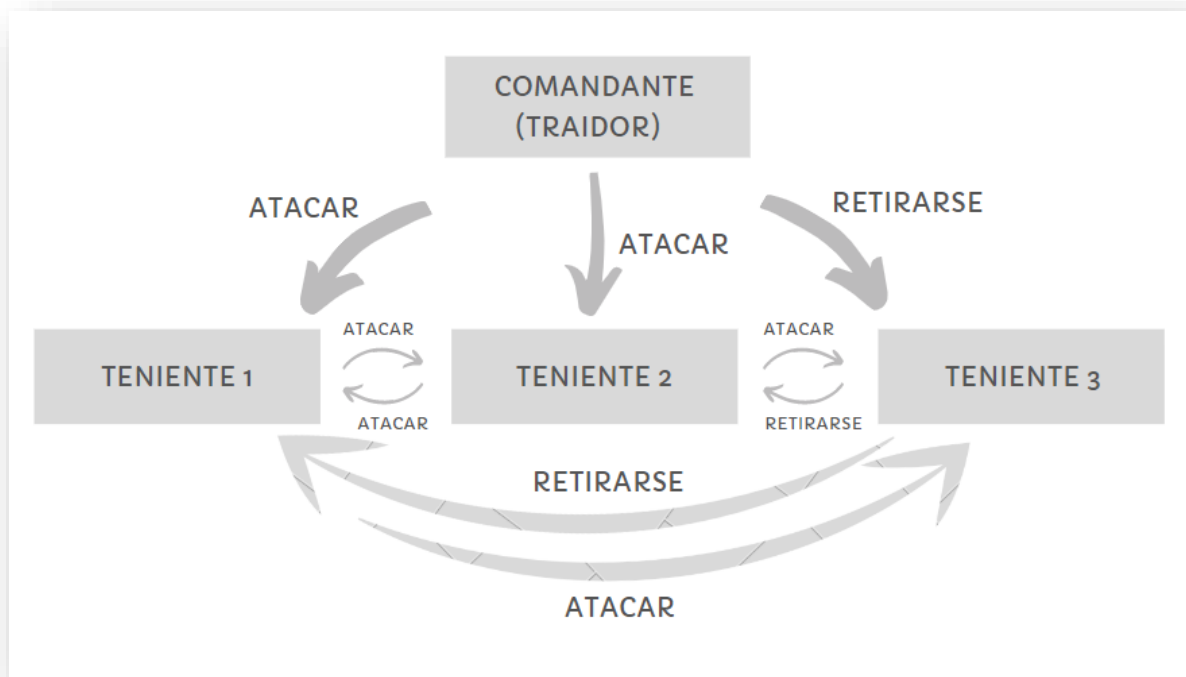 COMANDANTE
(TRAIDOR)
ATACAR
ATACAR
RETIRARSE
ATACAR
ATACAR
TENIENTE 1
TENIENTE 2
TENIENTE 3
ATACAR
RETIRARSE
RETIRARSE
ATACAR